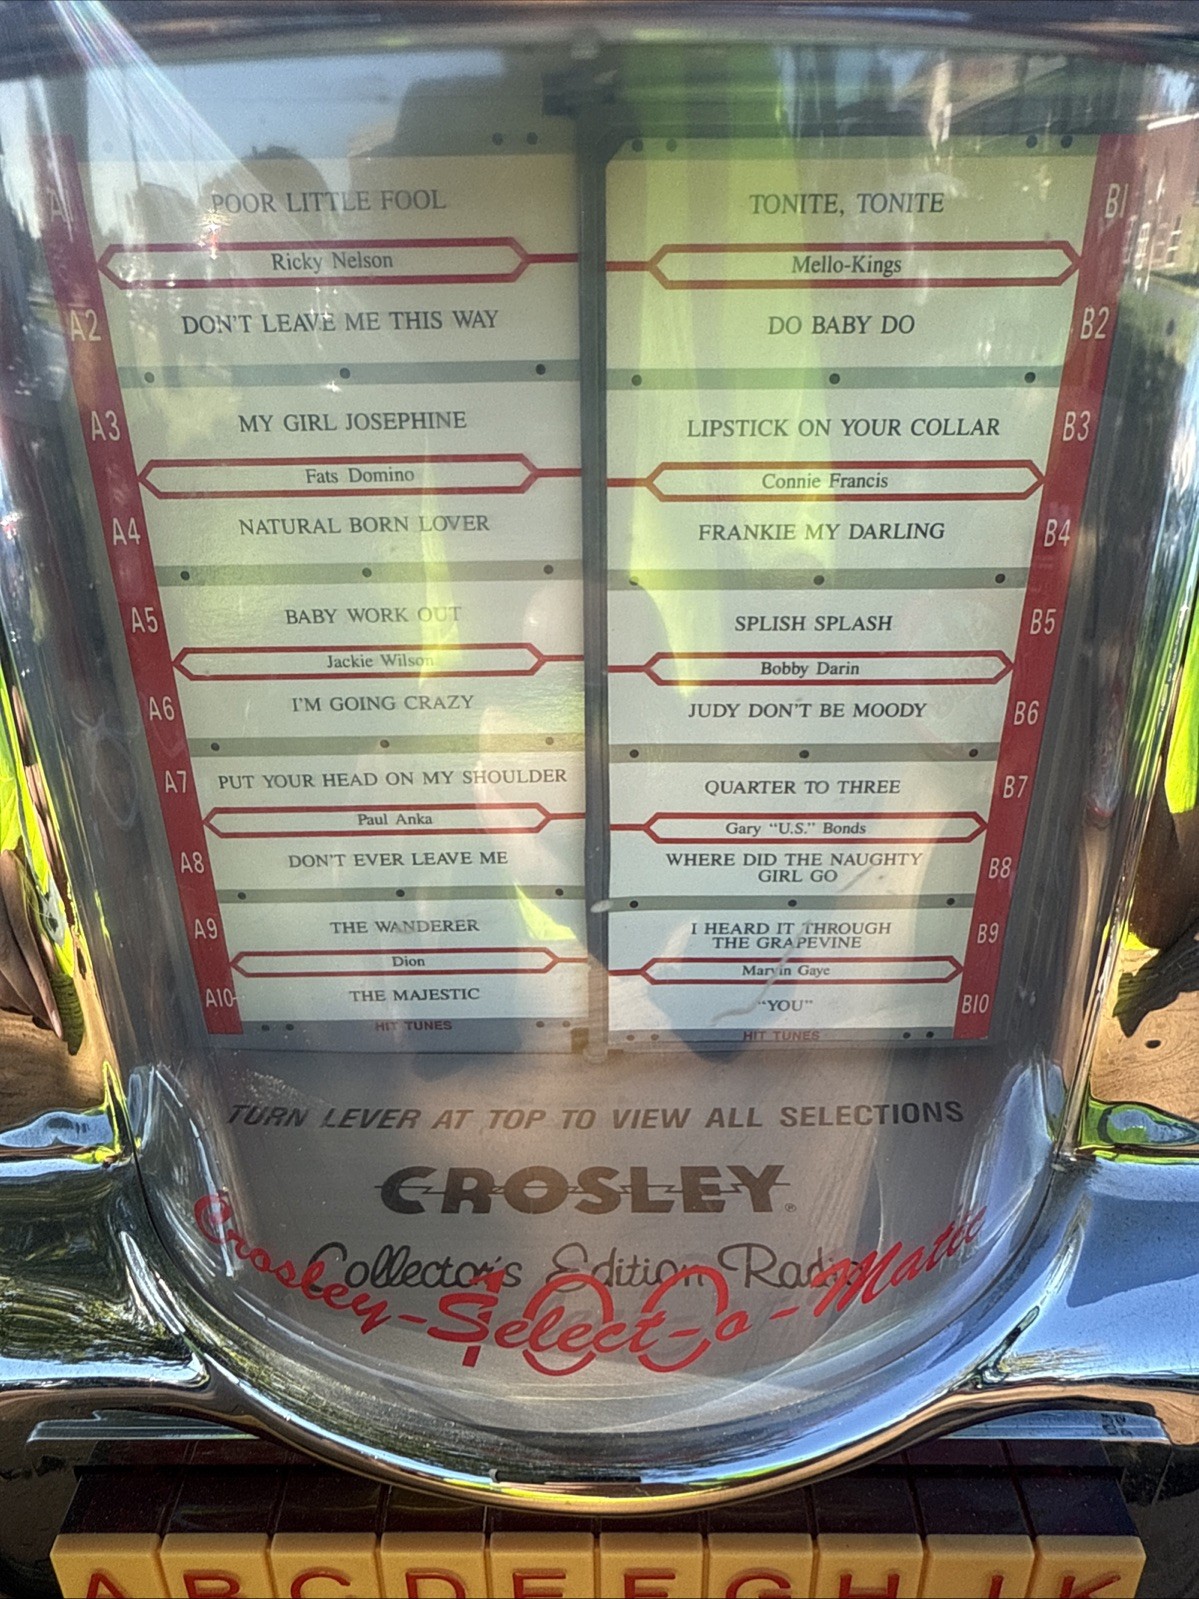 A1 POOR LITTLE FOOL
Ricky Nelson
A2 DON'T LEAVE ME THIS WAY
A3 MY GIRL JOSEPHINE
Fats Domino
A4 NATURAL BORN LOVER
A5 BABY WORK OUT
Jackie Wilson
A6 I'M GOING CRAZY
A7 PUT YOUR HEAD ON MY SHOULDER
Paul Anka
A8 DON'T EVER LEAVE ME
A9 THE WANDERER
Dion
A10 THE MAJESTIC
HIT TUNES
TONITE, TONITE B1
Mello-Kings
DO BABY DO B2
LIPSTICK ON YOUR COLLAR B3
Connie Francis
FRANKIE MY DARLING B4
SPLISH SPLASH B5
Bobby Darin
JUDY DON'T BE MOODY B6
QUARTER TO THREE B7
Gary "U.S." Bonds
WHERE DID THE NAUGHTY
GIRL GO B8
I HEARD IT THROUGH
THE GRAPEVINE B9
Marvin Gaye
"YOU" B10
HIT TUNES
TURN LEVER AT TOP TO VIEW ALL SELECTIONS
CROSLEY®
Collector's Edition Radio
Crosley-Select-o-Matic
100
A B C D E F G H J K